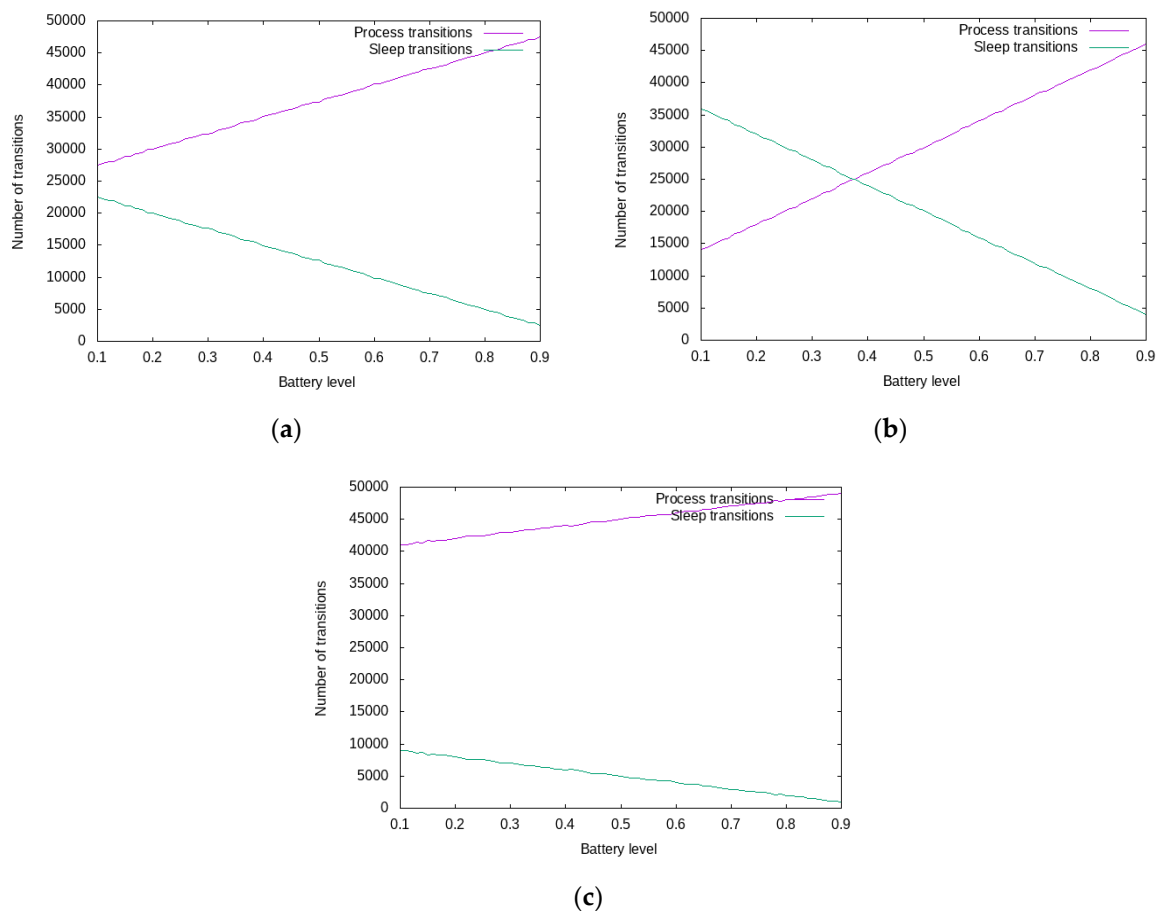 50000
45000
40000
35000
30000
25000
20000
15000
10000
5000
0
Number of transitions
Process transitions
Sleep transitions
0.1 0.2 0.3 0.4 0.5 0.6 0.7 0.8 0.9
Battery level
(a)
50000
45000
40000
35000
30000
25000
20000
15000
10000
5000
0
Number of transitions
Process transitions
Sleep transitions
0.1 0.2 0.3 0.4 0.5 0.6 0.7 0.8 0.9
Battery level
(b)
50000
45000
40000
35000
30000
25000
20000
15000
10000
5000
0
Number of transitions
Process transitions
Sleep transitions
0.1 0.2 0.3 0.4 0.5 0.6 0.7 0.8 0.9
Battery level
(c)